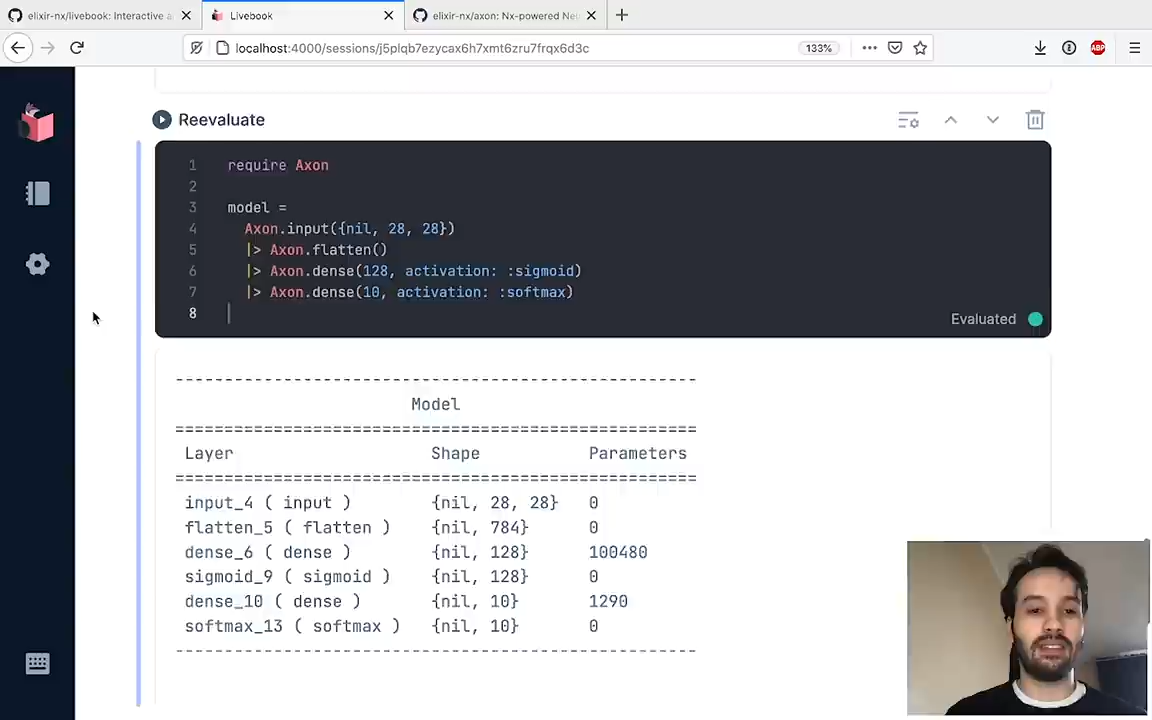 elixir-nx/livebook: Interactive a
Livebook
elixir-nx/axon: Nx-powered Ne
localhost:4000/sessions/j5plqb7ezycax6h7xmt6zru7frqx6d3c
133%
ABP
Reevaluate
1 require Axon
2
3 model =
4 Axon.input({nil, 28, 28})
5 |> Axon.flatten()
6 |> Axon.dense(128, activation: :sigmoid)
7 |> Axon.dense(10, activation: :softmax)
8
Evaluated
-----------------------------------------------------
Model
=====================================================
Layer Shape Parameters
=====================================================
input_4 ( input ) {nil, 28, 28} 0
flatten_5 ( flatten ) {nil, 784} 0
dense_6 ( dense ) {nil, 128} 100480
sigmoid_9 ( sigmoid ) {nil, 128} 0
dense_10 ( dense ) {nil, 10} 1290
softmax_13 ( softmax ) {nil, 10} 0
-----------------------------------------------------